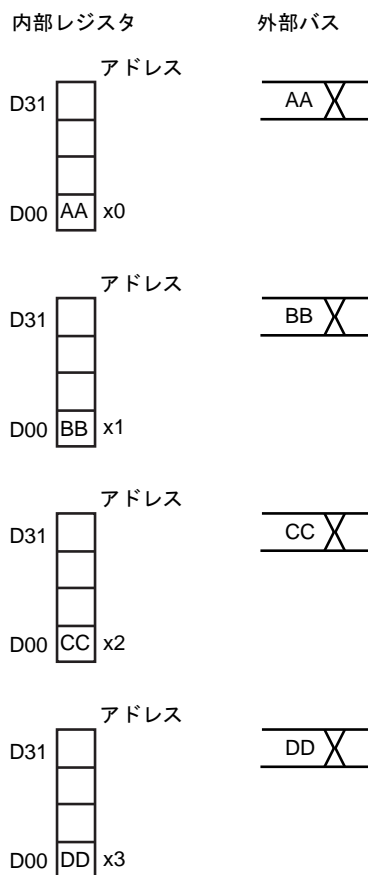 内部レジスタ 外部バス
アドレス
D31 AA
D00 AA x0
アドレス
D31 BB
D00 BB x1
アドレス
D31 CC
D00 CC x2
アドレス
D31 DD
D00 DD x3